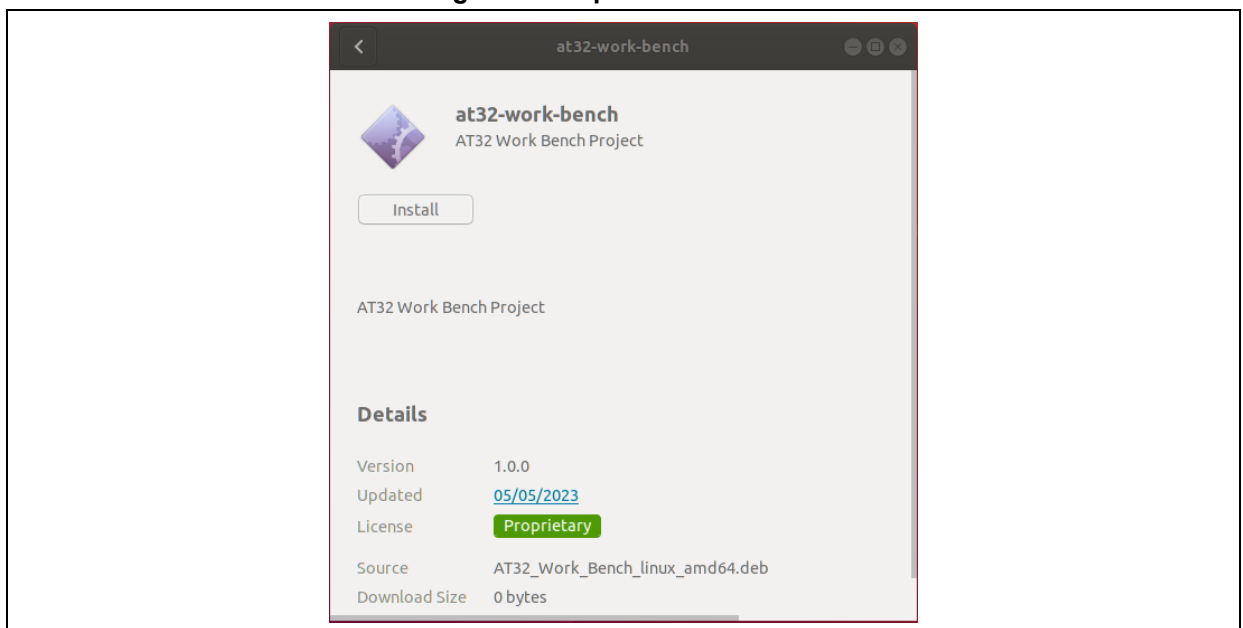 at32-work-bench
at32-work-bench
AT32 Work Bench Project
Install
AT32 Work Bench Project
Details
Version 1.0.0
Updated 05/05/2023
License Proprietary
Source AT32_Work_Bench_linux_amd64.deb
Download Size 0 bytes